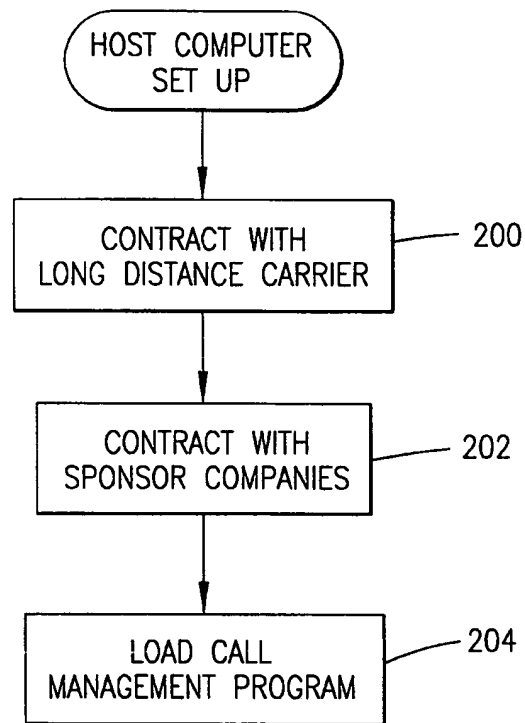 HOST COMPUTER
SET UP
CONTRACT WITH
LONG DISTANCE CARRIER
200
CONTRACT WITH
SPONSOR COMPANIES
202
LOAD CALL
MANAGEMENT PROGRAM
204